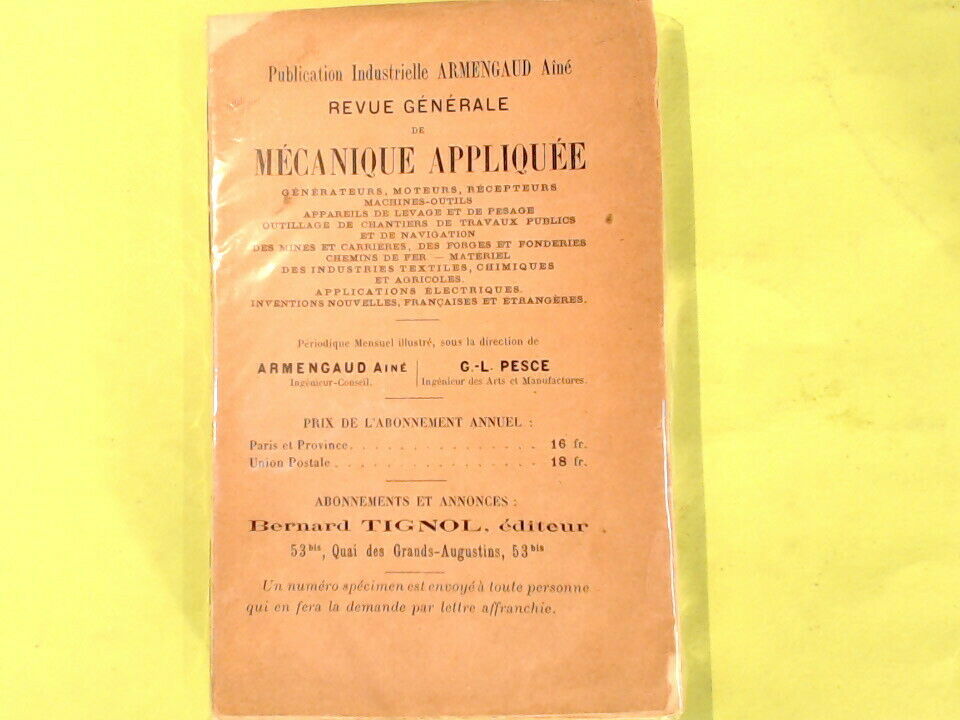 Publication Industrielle ARMENGAUD Aîné
REVUE GÉNÉRALE
DE
MÉCANIQUE APPLIQUÉE
GÉNÉRATEURS, MOTEURS, RÉCEPTEURS
MACHINES-OUTILS
APPAREILS DE LEVAGE ET DE PESAGE
OUTILLAGE DE CHANTIERS DE TRAVAUX PUBLICS
ET DE NAVIGATION
DES MINES ET CARRIÈRES, DES FORGES ET FONDERIES
CHEMINS DE FER — MATÉRIEL
DES INDUSTRIES TEXTILES, CHIMIQUES
ET AGRICOLES.
APPLICATIONS ÉLECTRIQUES.
INVENTIONS NOUVELLES, FRANÇAISES ET ÉTRANGÈRES.
Périodique Mensuel illustré, sous la direction de
ARMENGAUD AINÉ
Ingénieur-Conseil.
G.-L. PESCE
Ingénieur des Arts et Manufactures.
PRIX DE L'ABONNEMENT ANNUEL :
Paris et Province. . . . . . . . . . . . . . . 16 fr.
Union Postale . . . . . . . . . . . . . . . . 18 fr.
ABONNEMENTS ET ANNONCES :
Bernard TIGNOL, éditeur
53 bis, Quai des Grands-Augustins, 53 bis
Un numéro spécimen est envoyé à toute personne
qui en fera la demande par lettre affranchie.